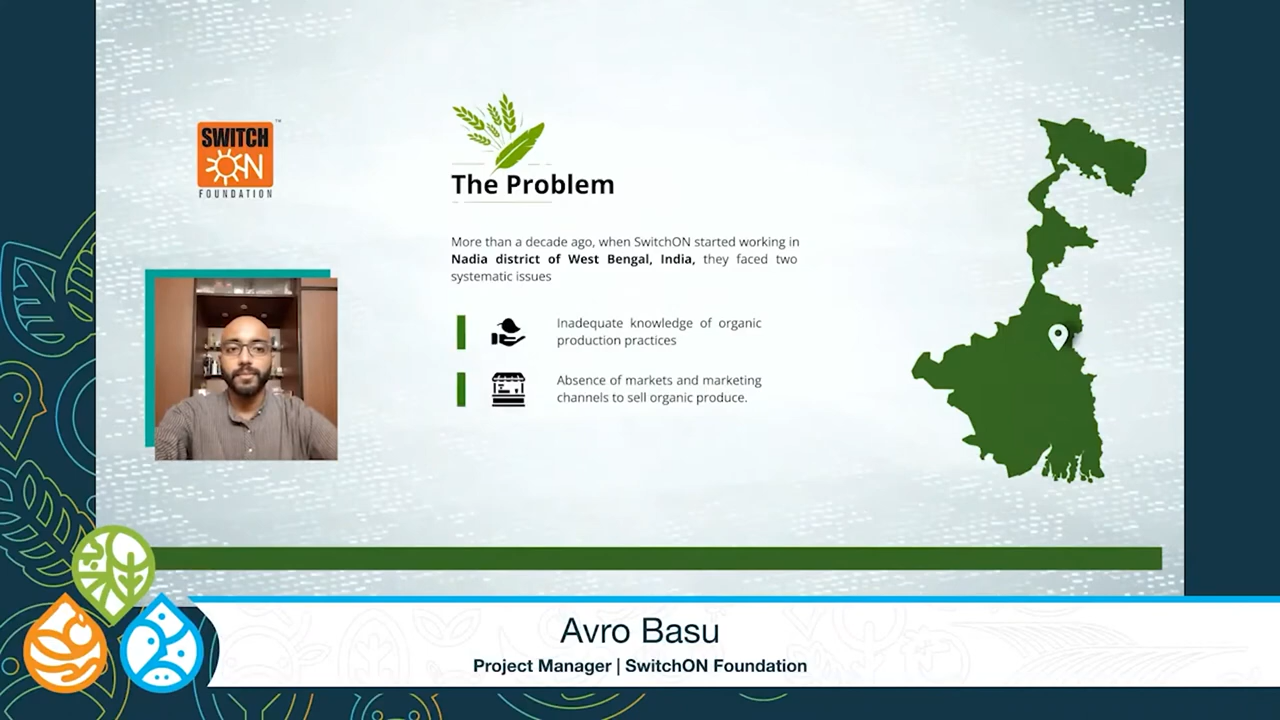 SWITCH
ON
FOUNDATION
TM
The Problem
More than a decade ago, when SwitchON started working in
Nadia district of West Bengal, India, they faced two
systematic issues
Inadequate knowledge of organic
production practices
Absence of markets and marketing
channels to sell organic produce.
Avro Basu
Project Manager | SwitchON Foundation